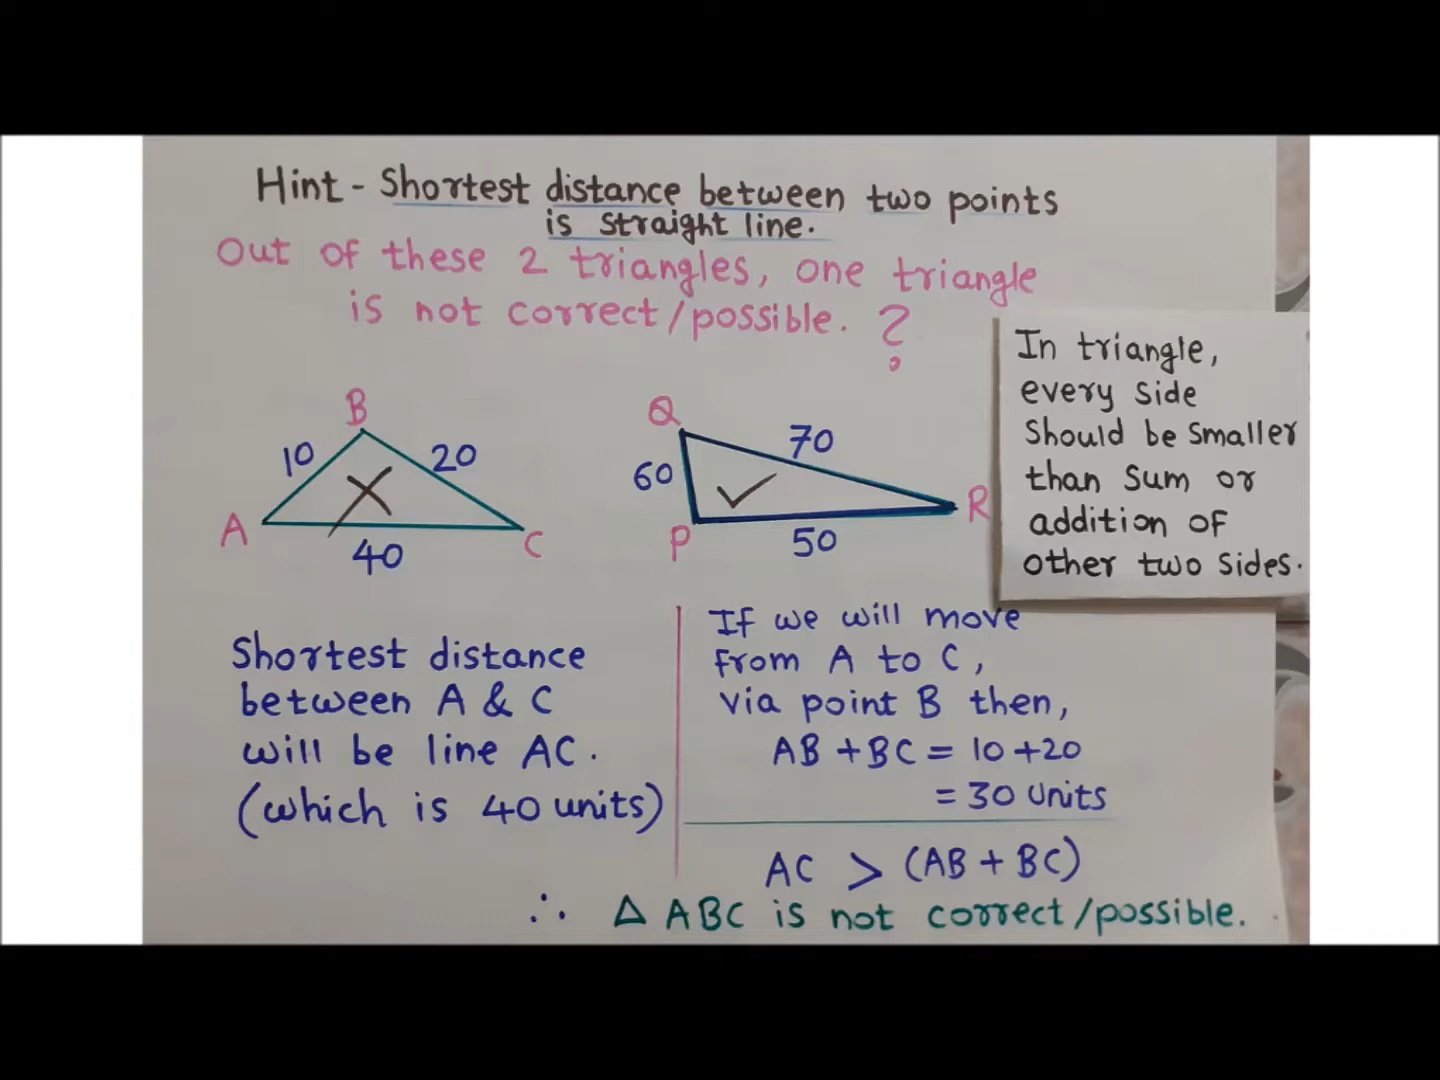 Hint - Shortest distance between two points
is straight line.
Out of these 2 triangles, one triangle
is not correct/possible. ?
B
10
20
A
40
C
Q
70
60
R
P
50
In triangle,
every side
should be smaller
than sum or
addition of
other two sides.
Shortest distance
between A & C
will be line AC.
(which is 40 units)
If we will move
from A to C,
via point B then,
AB + BC = 10 + 20
= 30 units
AC > (AB + BC)
∴ Δ ABC is not correct/possible.